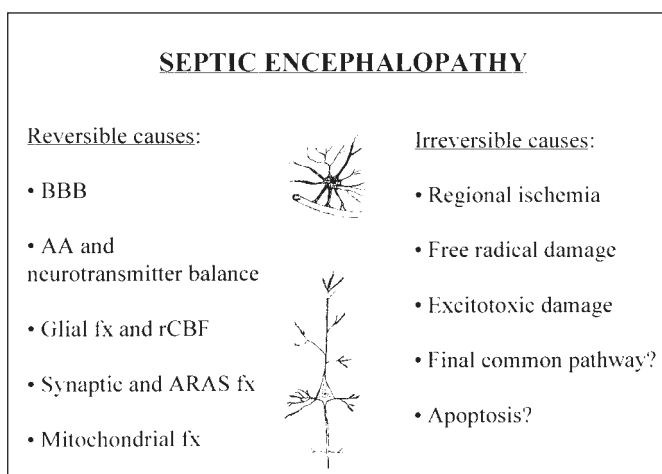 SEPTIC ENCEPHALOPATHY
Reversible causes:
• BBB
• AA and
neurotransmitter balance
• Glial fx and rCBF
• Synaptic and ARAS fx
• Mitochondrial fx
Irreversible causes:
• Regional ischemia
• Free radical damage
• Excitotoxic damage
• Final common pathway?
• Apoptosis?